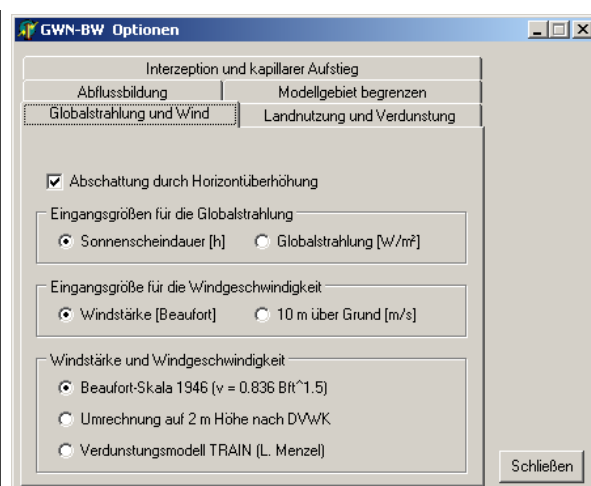 GWN-BW Optionen
Interzeption und kapillarer Aufstieg
Abflussbildung
Modellgebiet begrenzen
Globalstrahlung und Wind
Landnutzung und Verdunstung
Abschattung durch Horizontüberhöhung
Eingangsgrößen für die Globalstrahlung
Sonnenscheindauer [h]
Globalstrahlung [W/m²]
Eingangsgröße für die Windgeschwindigkeit
Windstärke [Beaufort]
10 m über Grund [m/s]
Windstärke und Windgeschwindigkeit
Beaufort-Skala 1946 (v = 0.836 Bft^1.5)
Umrechnung auf 2 m Höhe nach DVWK
Verdunstungsmodell TRAIN (L. Menzel)
Schließen